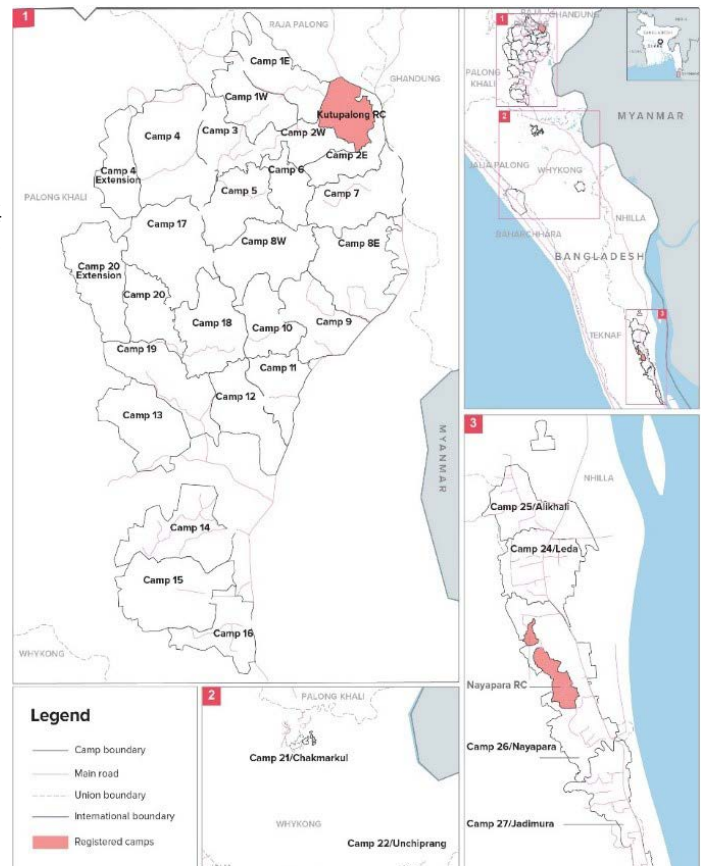 1
RAJA PALONG
Camp 1E
GHANDUNG
Camp 1W
Kutupalong RC
Camp 4
Camp 3
Camp 2W
Camp 2E
Camp 6
Camp 4
Extension
Camp 5
Camp 7
PALONG KHALI
Camp 17
Camp 8W
Camp 8E
Camp 20
Extension
Camp 20
Camp 18
Camp 10
Camp 9
Camp 19
Camp 11
Camp 12
Camp 13
MYANMAR
Camp 14
Camp 15
Camp 16
WHYKONG
Legend
Camp boundary
Main road
Union boundary
International boundary
Registered camps
2
PALONG KHALI
Camp 21/Chakmarkul
WHYKONG
Camp 22/Unchiprang
1
GHANDUNG
PALONG
KHALI
MYANMAR
2
JALIA PALONG
WHYKONG
NHILLA
BAHARCHHARA
BANGLADESH
TEKNAF
3
3
NHILLA
Camp 25/Alikhali
Camp 24/Leda
Nayapara RC
Camp 26/Nayapara
Camp 27/Jadimura